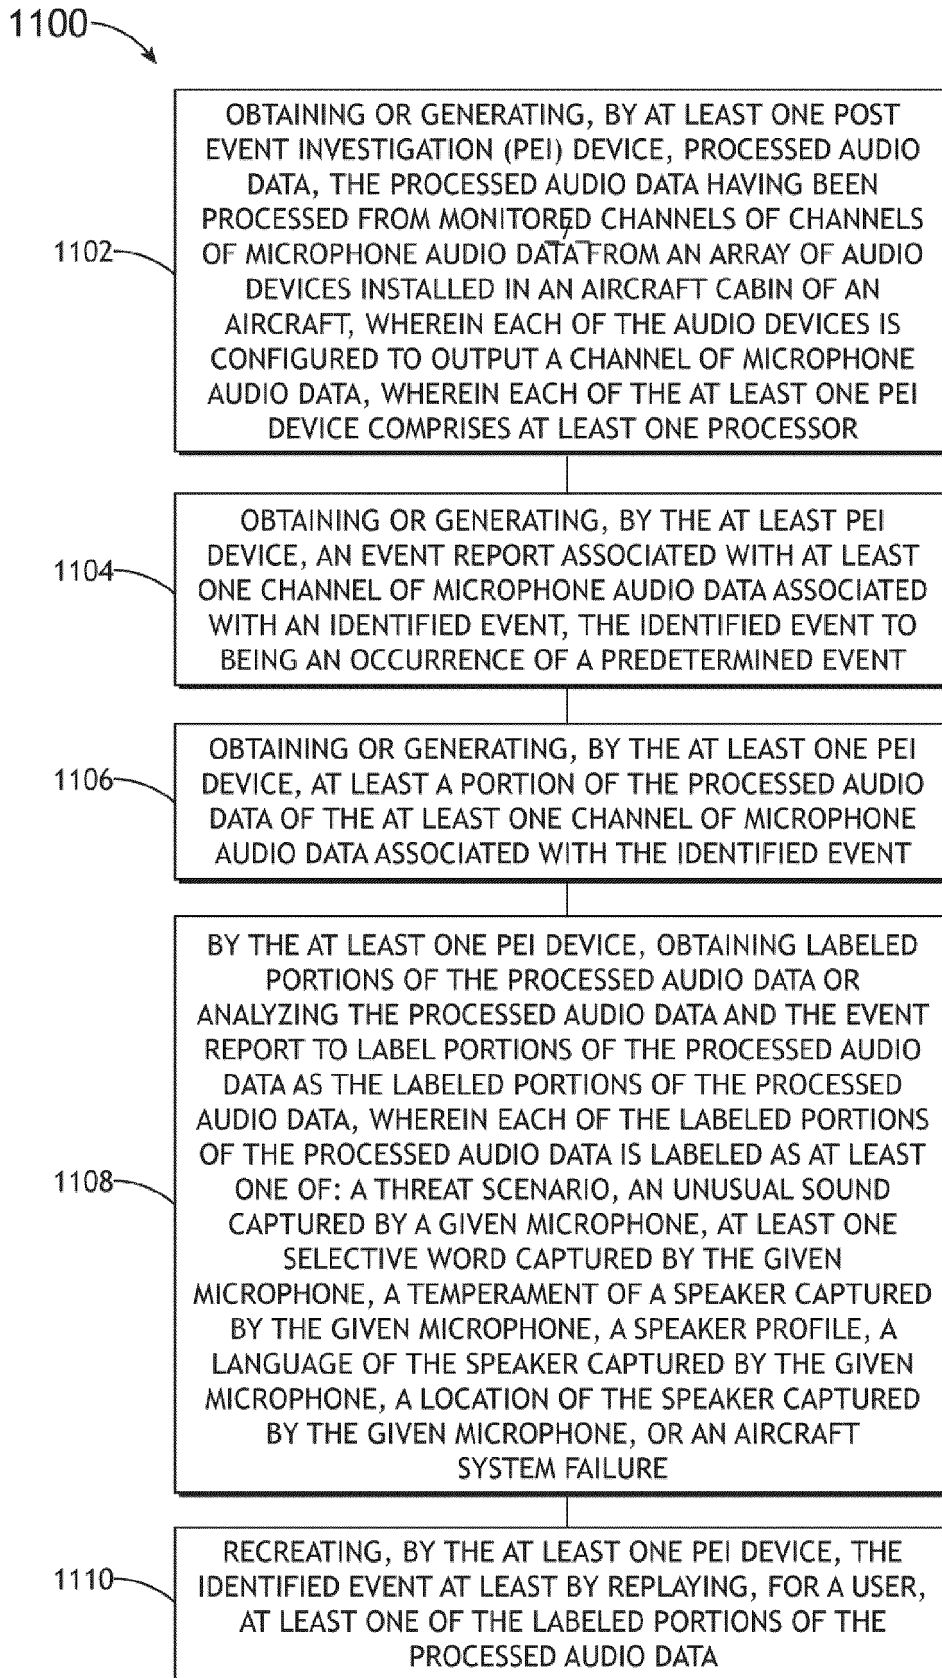 1100
1102
OBTAINING OR GENERATING, BY AT LEAST ONE POST
EVENT INVESTIGATION (PEI) DEVICE, PROCESSED AUDIO
DATA, THE PROCESSED AUDIO DATA HAVING BEEN
PROCESSED FROM MONITORED CHANNELS OF CHANNELS
OF MICROPHONE AUDIO DATA FROM AN ARRAY OF AUDIO
DEVICES INSTALLED IN AN AIRCRAFT CABIN OF AN
AIRCRAFT, WHEREIN EACH OF THE AUDIO DEVICES IS
CONFIGURED TO OUTPUT A CHANNEL OF MICROPHONE
AUDIO DATA, WHEREIN EACH OF THE AT LEAST ONE PEI
DEVICE COMPRISES AT LEAST ONE PROCESSOR
1104
OBTAINING OR GENERATING, BY THE AT LEAST PEI
DEVICE, AN EVENT REPORT ASSOCIATED WITH AT LEAST
ONE CHANNEL OF MICROPHONE AUDIO DATA ASSOCIATED
WITH AN IDENTIFIED EVENT, THE IDENTIFIED EVENT TO
BEING AN OCCURRENCE OF A PREDETERMINED EVENT
1106
OBTAINING OR GENERATING, BY THE AT LEAST ONE PEI
DEVICE, AT LEAST A PORTION OF THE PROCESSED AUDIO
DATA OF THE AT LEAST ONE CHANNEL OF MICROPHONE
AUDIO DATA ASSOCIATED WITH THE IDENTIFIED EVENT
1108
BY THE AT LEAST ONE PEI DEVICE, OBTAINING LABELED
PORTIONS OF THE PROCESSED AUDIO DATA OR
ANALYZING THE PROCESSED AUDIO DATA AND THE EVENT
REPORT TO LABEL PORTIONS OF THE PROCESSED AUDIO
DATA AS THE LABELED PORTIONS OF THE PROCESSED
AUDIO DATA, WHEREIN EACH OF THE LABELED PORTIONS
OF THE PROCESSED AUDIO DATA IS LABELED AS AT LEAST
ONE OF: A THREAT SCENARIO, AN UNUSUAL SOUND
CAPTURED BY A GIVEN MICROPHONE, AT LEAST ONE
SELECTIVE WORD CAPTURED BY THE GIVEN
MICROPHONE, A TEMPERAMENT OF A SPEAKER CAPTURED
BY THE GIVEN MICROPHONE, A SPEAKER PROFILE, A
LANGUAGE OF THE SPEAKER CAPTURED BY THE GIVEN
MICROPHONE, A LOCATION OF THE SPEAKER CAPTURED
BY THE GIVEN MICROPHONE, OR AN AIRCRAFT
SYSTEM FAILURE
1110
RECREATING, BY THE AT LEAST ONE PEI DEVICE, THE
IDENTIFIED EVENT AT LEAST BY REPLAYING, FOR A USER,
AT LEAST ONE OF THE LABELED PORTIONS OF THE
PROCESSED AUDIO DATA